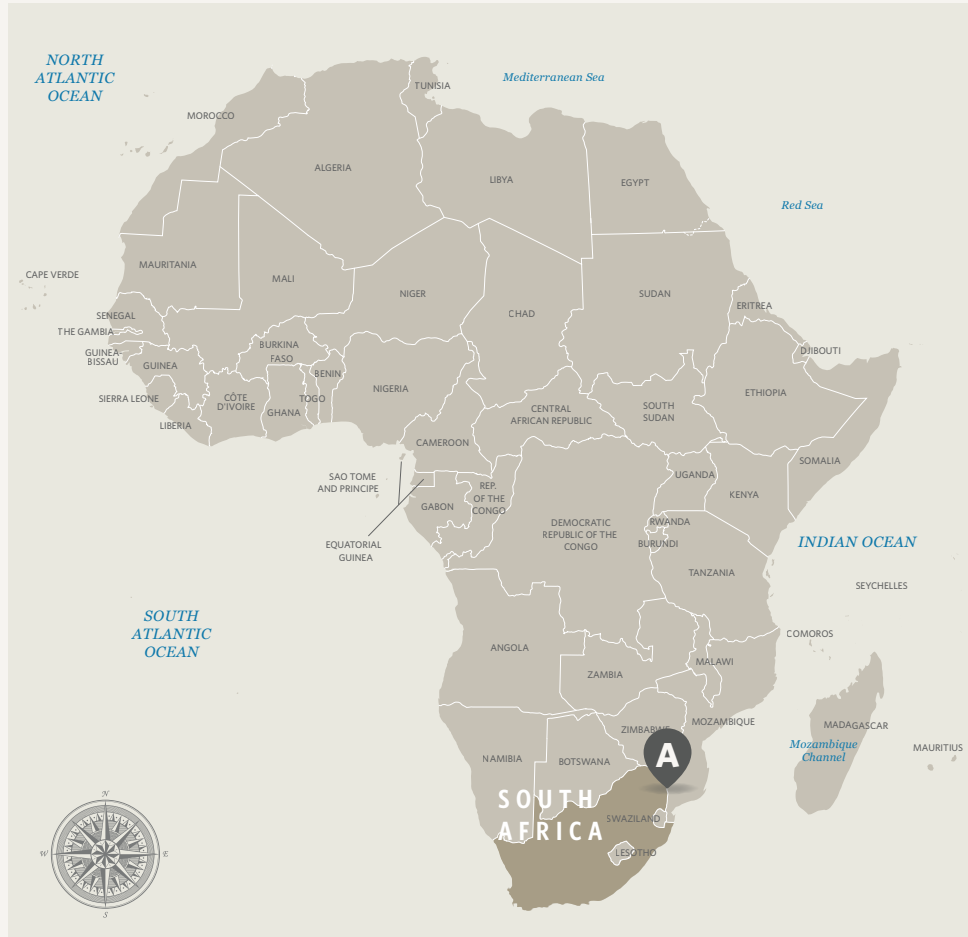 NORTH
ATLANTIC
OCEAN
Mediterranean Sea
TUNISIA
MOROCCO
ALGERIA
LIBYA
EGYPT
Red Sea
CAPE VERDE
MAURITANIA
MALI
NIGER
CHAD
SUDAN
ERITREA
SENEGAL
THE GAMBIA
GUINEA-
BISSAU
GUINEA
BURKINA
FASO
BENIN
NIGERIA
DJIBOUTI
ETHIOPIA
SIERRA LEONE
CÔTE
D'IVOIRE
GHANA
TOGO
LIBERIA
CENTRAL
AFRICAN REPUBLIC
SOUTH
SUDAN
CAMEROON
SOMALIA
SAO TOME
AND PRINCIPE
GABON
REP.
OF THE
CONGO
UGANDA
KENYA
EQUATORIAL
GUINEA
DEMOCRATIC
REPUBLIC OF THE
CONGO
RWANDA
BURUNDI
INDIAN OCEAN
TANZANIA
SEYCHELLES
SOUTH
ATLANTIC
OCEAN
COMOROS
ANGOLA
ZAMBIA
MALAWI
ZIMBABWE
MOZAMBIQUE
MADAGASCAR
Mozambique
Channel
MAURITIUS
NAMIBIA
BOTSWANA
A
SOUTH
AFRICA
SWAZILAND
LESOTHO
N
W
E
S